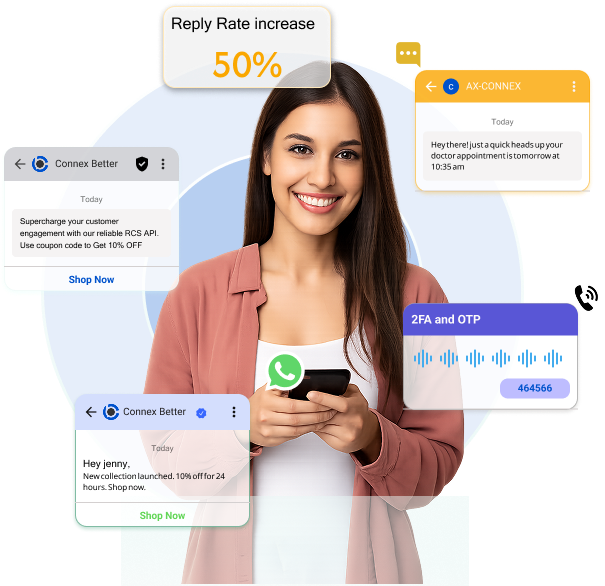 Reply Rate increase
50%
AX-CONNEX
C
Today
Hey there! just a quick heads up your
doctor appointment is tomorrow at
10:35 am
Connex Better
Today
Supercharge your customer
engagement with our reliable RCS API.
Use coupon code to Get 10% OFF
Shop Now
2FA and OTP
464566
Connex Better
Today
Hey jenny,
New collection launched. 10% off for 24
hours. Shop now.
Shop Now